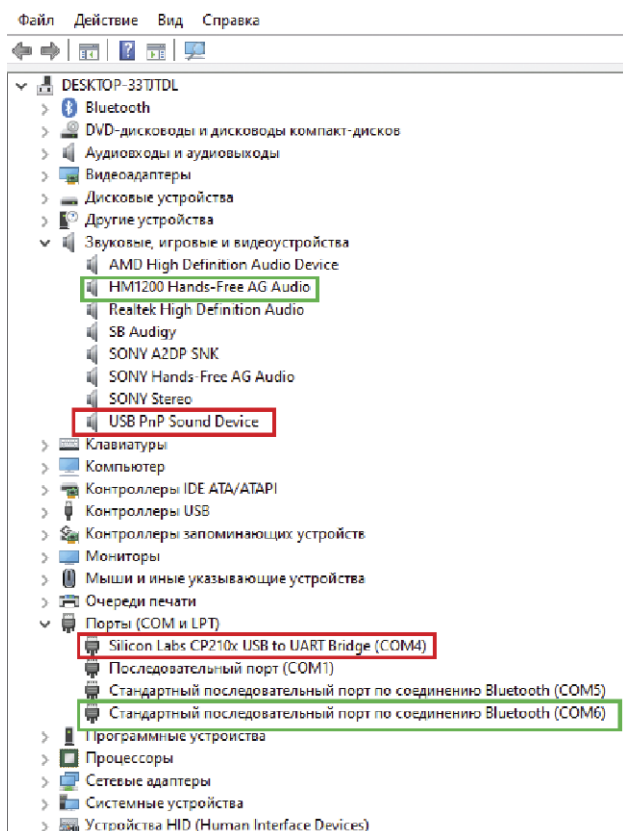 Файл Действие Вид Справка
DESKTOP-33TJTDL
Bluetooth
DVD-дисководы и дисководы компакт-дисков
Аудиовходы и аудиовыходы
Видеоадаптеры
Дисковые устройства
Другие устройства
Звуковые, игровые и видеоустройства
AMD High Definition Audio Device
HM1200 Hands-Free AG Audio
Realtek High Definition Audio
SB Audigy
SONY A2DP SNK
SONY Hands-Free AG Audio
SONY Stereo
USB PnP Sound Device
Клавиатуры
Компьютер
Контроллеры IDE ATA/ATAPI
Контроллеры USB
Контроллеры запоминающих устройств
Мониторы
Мыши и иные указывающие устройства
Очереди печати
Порты (COM и LPT)
Silicon Labs CP210x USB to UART Bridge (COM4)
Последовательный порт (COM1)
Стандартный последовательный порт по соединению Bluetooth (COM5)
Стандартный последовательный порт по соединению Bluetooth (COM6)
Программные устройства
Процессоры
Сетевые адаптеры
Системные устройства
Устройства HID (Human Interface Devices)